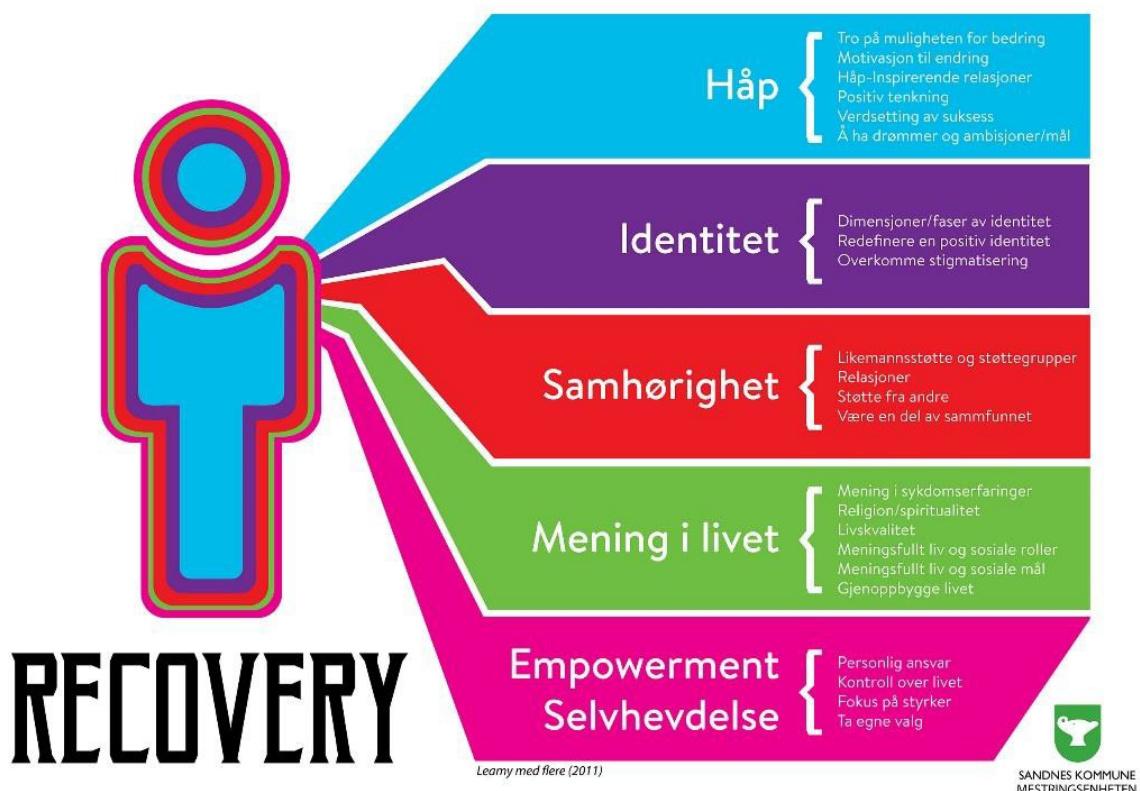 Håp
Tro på muligheten for bedring
Motivasjon til endring
Håp-Inspirerende relasjoner
Positiv tenkning
Verdsetting av suksess
Å ha drømmer og ambisjoner/mål
Identitet
Dimensjoner/faser av identitet
Redefinere en positiv identitet
Overkomme stigmatisering
Samhørighet
Likemannsstøtte og støttegrupper
Relasjoner
Støtte fra andre
Være en del av sammfunnet
Mening i livet
Mening i sykdomserfaringer
Religion/spiritualitet
Livskvalitet
Meningsfullt liv og sosiale roller
Meningsfullt liv og sosiale mål
Gjenoppbygge livet
Empowerment
Selvhevdelse
Personlig ansvar
Kontroll over livet
Fokus på styrker
Ta egne valg
RECOVERY
Leamy med flere (2011)
SANDNES KOMMUNE
MESTRINGSENHETEN